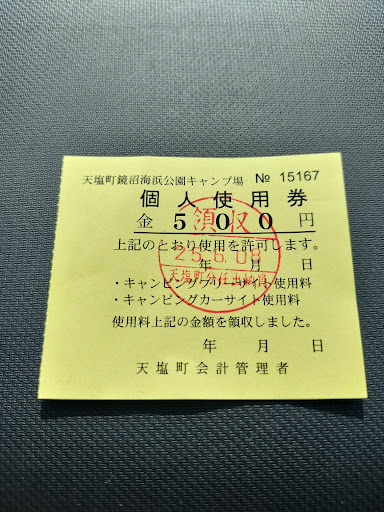 天塩町鏡沼海浜公園キャンプ場 № 15167
個人使用券
金 500 円
領収
上記のとおり使用を許可します。
25.6.08
年 月 日
・キャンピングフリーサイト使用料
・キャンピングカーサイト使用料
使用料上記の金額を領収しました。
年 月 日
天塩町会計管理者